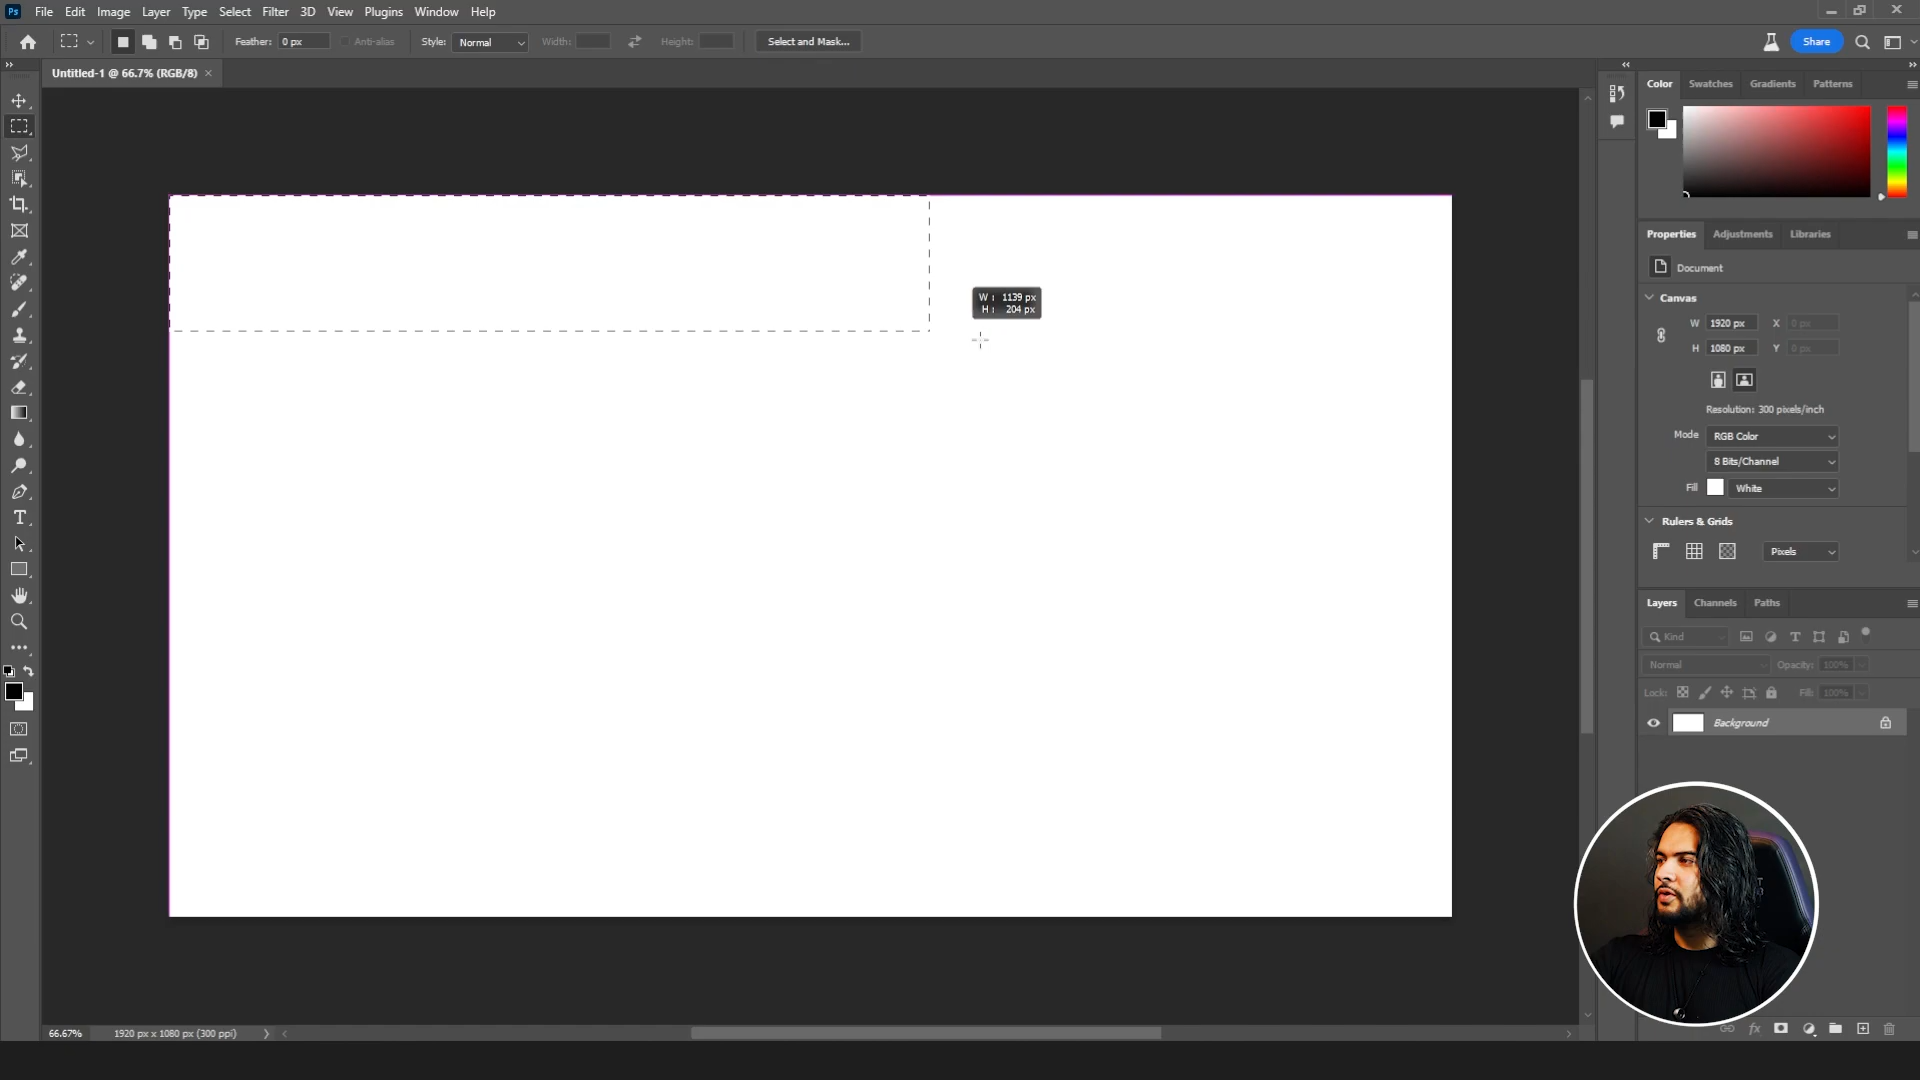 Ps File Edit Image Layer Type Select Filter 3D View Plugins Window Help
Feather: 0 px Anti-alias Style: Normal Width: Height: Select and Mask... Share
Untitled-1 @ 66.7% (RGB/8) ×
Color Swatches Gradients Patterns
Properties Adjustments Libraries
Document
Canvas
W 1920 px X 0 px
H 1080 px Y 0 px
Resolution: 300 pixels/inch
Mode RGB Color
8 Bits/Channel
Fill White
Rulers & Grids
Pixels
W : 1139 px
H : 204 px
Layers Channels Paths
Kind
Normal Opacity: 100%
Lock: Fill: 100%
Background
66.67% 1920 px x 1080 px (300 ppi)